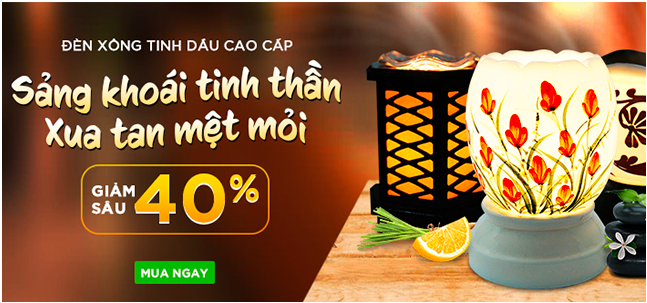 ĐÈN XÔNG TINH DẦU CAO CẤP
Sảng khoái tinh thần
Xua tan mệt mỏi
GIẢM SÂU 40%
MUA NGAY